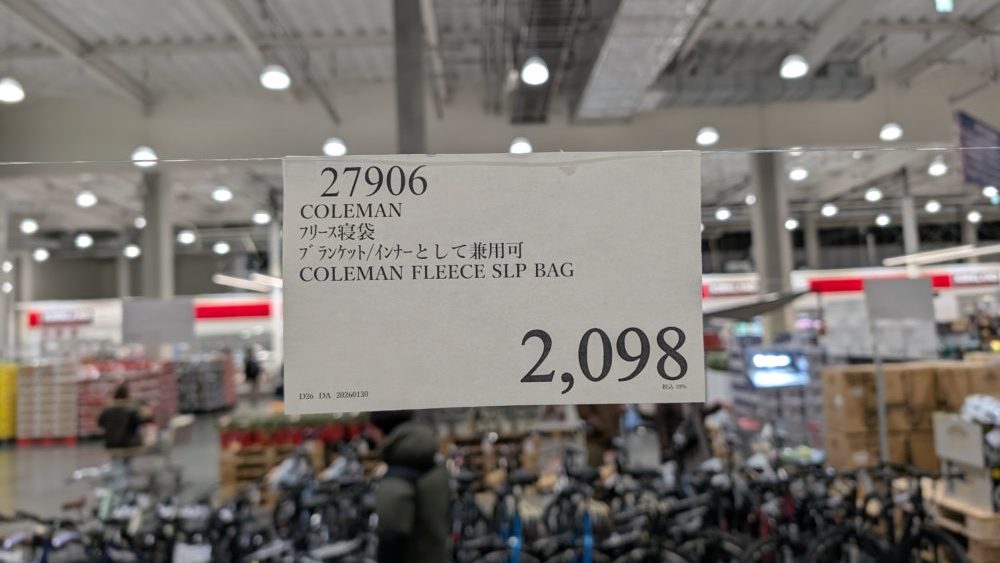 27906
COLEMAN
フリース寝袋
ブランケット/インナーとして兼用可
COLEMAN FLEECE SLP BAG
2,098
税込 10%
D26 DA 20260130